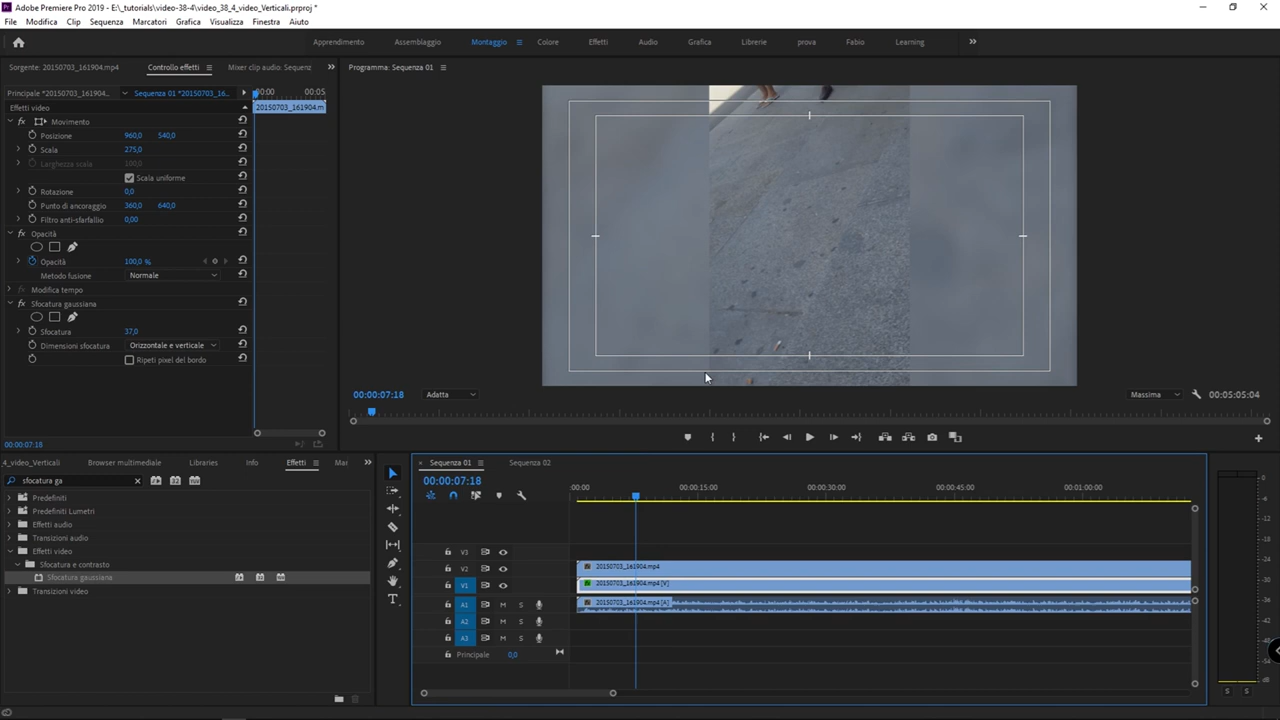 Adobe Premiere Pro 2019 - E:\_tutorials\video-38-4\video_38_4_video_Verticali.prproj *
File Modifica Clip Sequenza Marcatori Grafica Visualizza Finestra Aiuto
Apprendimento Assemblaggio Montaggio Colore Effetti Audio Grafica Librerie prova Fabio Learning
Sorgente: 20150703_161904.mp4 Controllo effetti Mixer clip audio: Sequenz
Programma: Sequenza 01
Principale *20150703_16190... Sequenza 01 *20150703_16... :00:00 00:05
Effetti video 20150703_161904.m
fx Movimento
Posizione 960,0 540,0
Scala 275,0
Larghezza scala 100,0
Scala uniforme
Rotazione 0,0
Punto di ancoraggio 360,0 640,0
Filtro anti-sfarfallio 0,00
fx Opacità
Opacità 100,0 %
Metodo fusione Normale
fx Modifica tempo
fx Sfocatura gaussiana
Sfocatura 37,0
Dimensioni sfocatura Orizzontale e verticale
Ripeti pixel del bordo
00:00:07:18
00:00:07:18 Adatta Massima 00:05:05:04
4_video_Verticali Browser multimediale Libraries Info Effetti Mar
sfocatura ga
Predefiniti
Predefiniti Lumetri
Effetti audio
Transizioni audio
Effetti video
Sfocatura e contrasto
Sfocatura gaussiana
Transizioni video
Sequenza 01 Sequenza 02
00:00:07:18
:00:00 00:00:15:00 00:00:30:00 00:00:45:00 00:01:00:00
V3
V2 20150703_161904.mp4
V1 20150703_161904.mp4 [V]
A1 M S 20150703_161904.mp4 [A]
A2 M S
A3 M S
Principale 0,0
S S